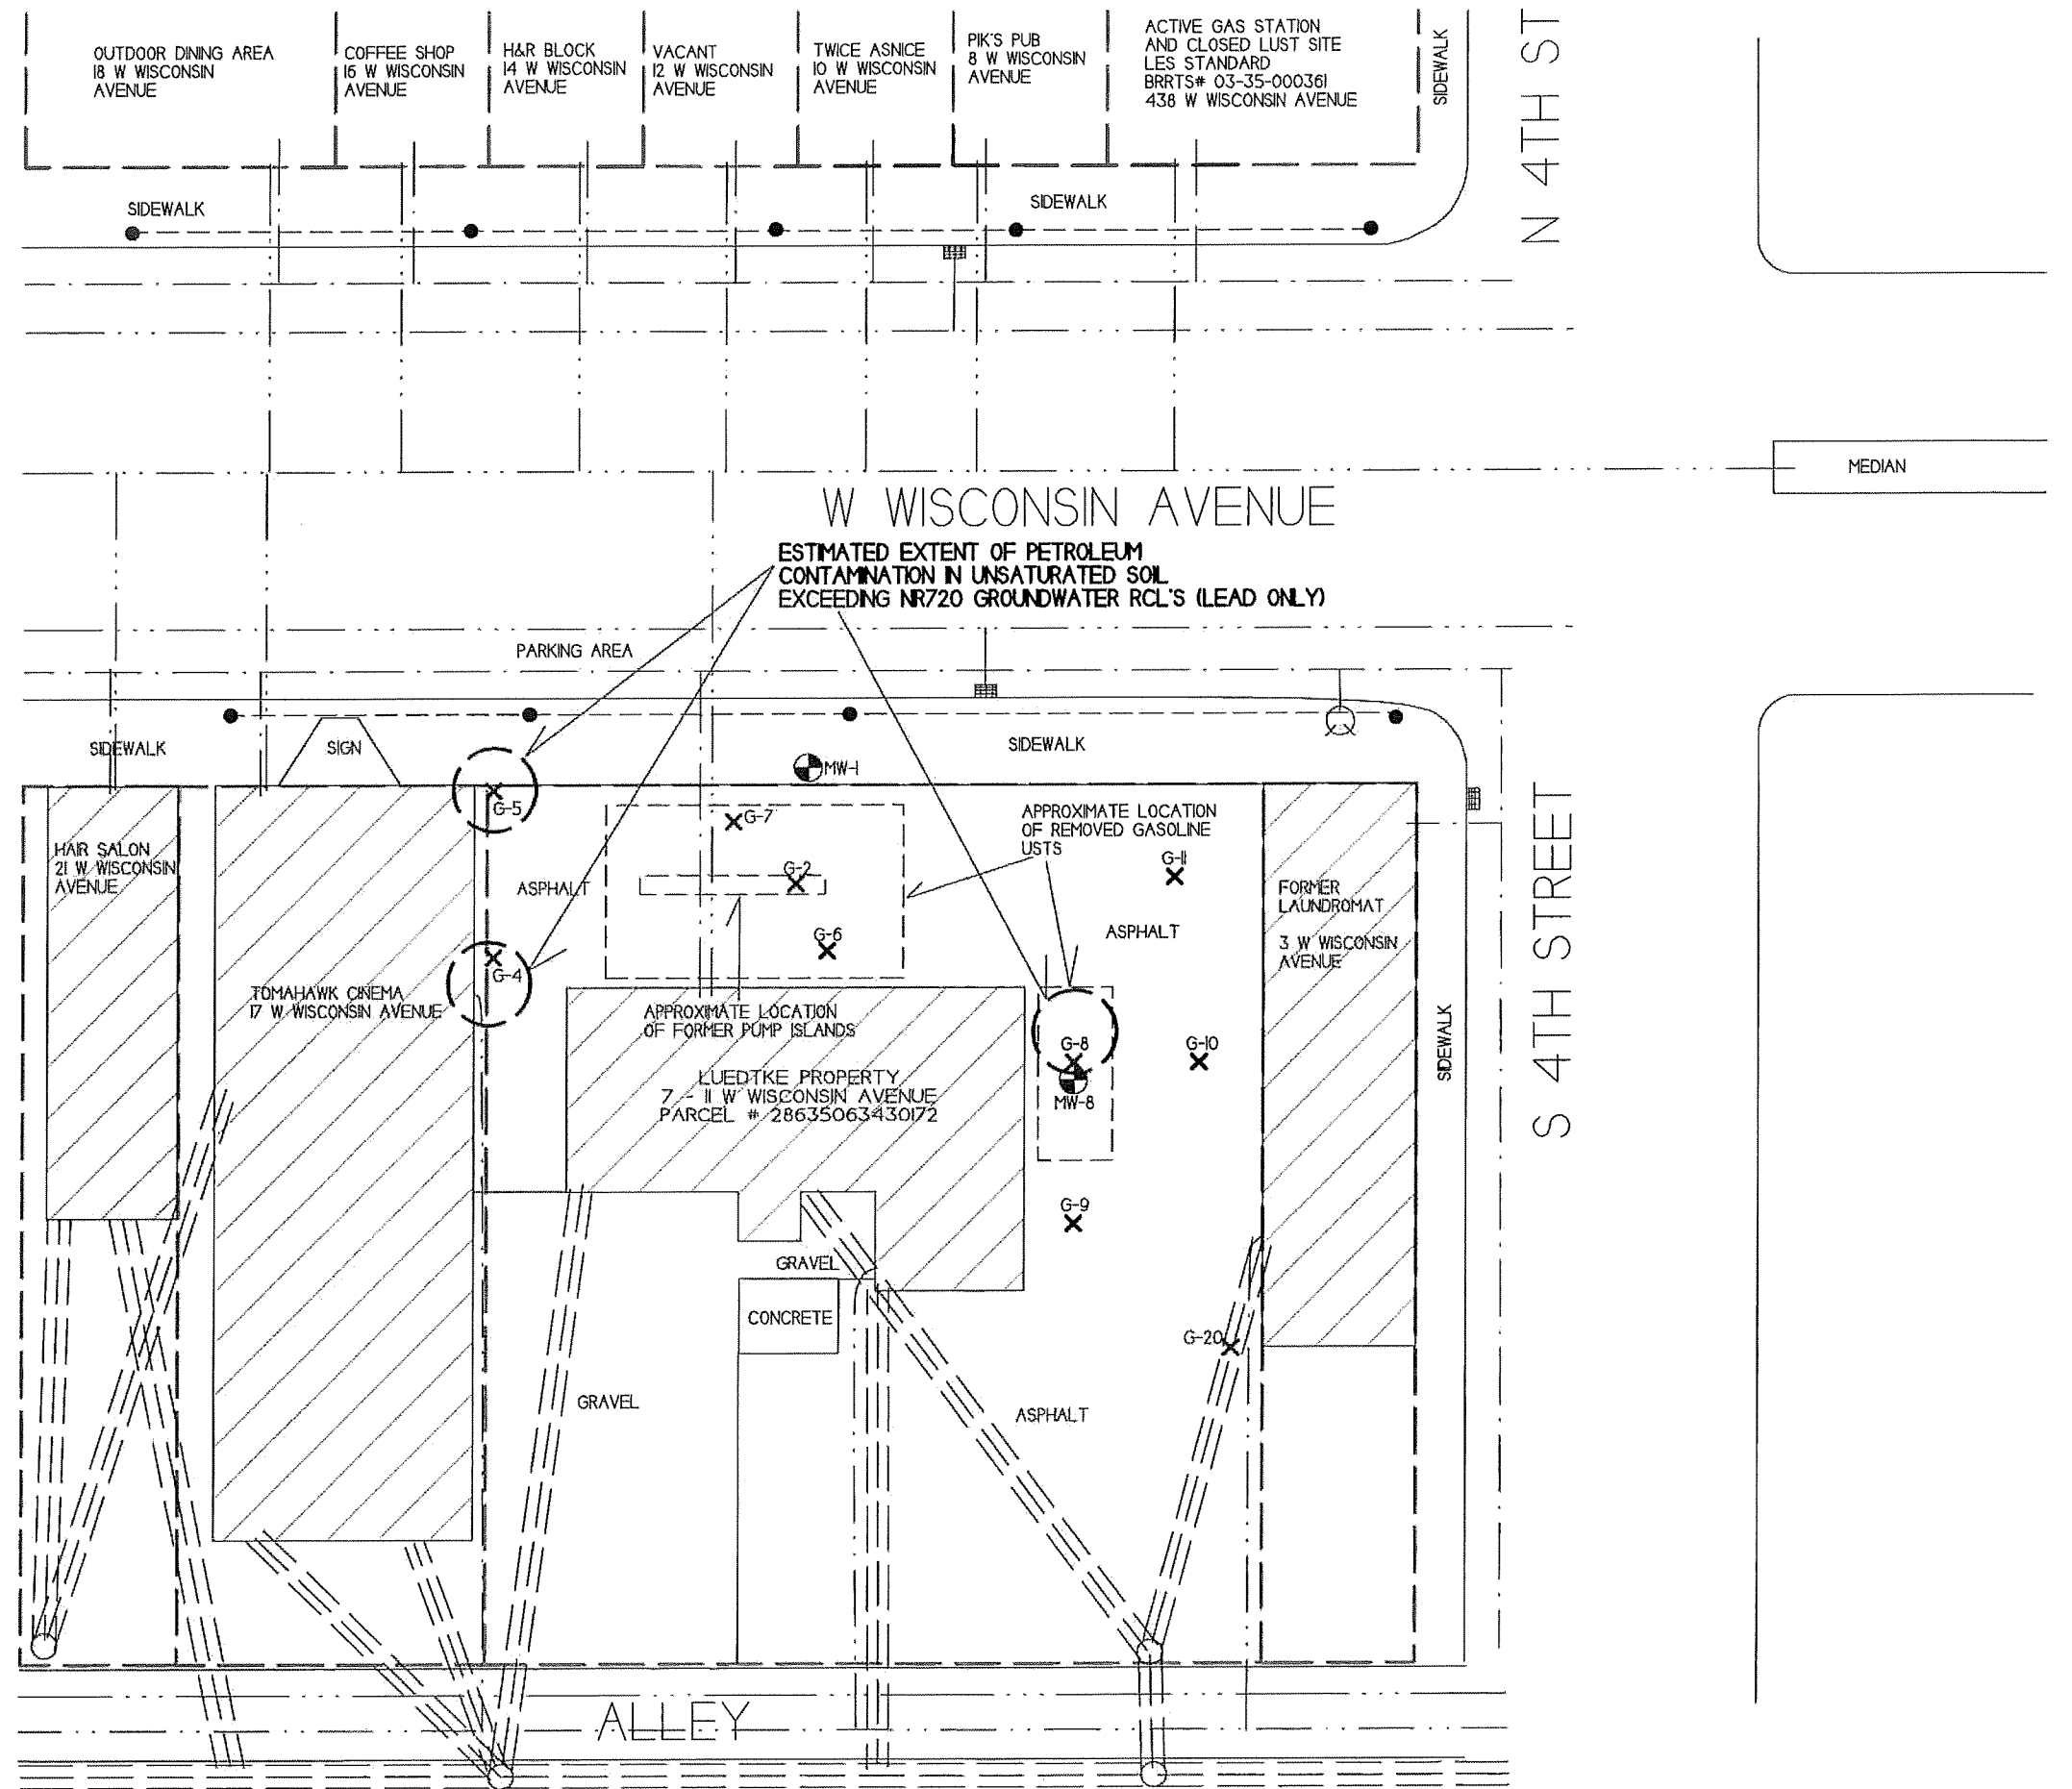 OUTDOOR DINING AREA
18 W WISCONSIN
AVENUE
COFFEE SHOP
16 W WISCONSIN
AVENUE
H&R BLOCK
14 W WISCONSIN
AVENUE
VACANT
12 W WISCONSIN
AVENUE
TWICE ASNICE
10 W WISCONSIN
AVENUE
PIK'S PUB
8 W WISCONSIN
AVENUE
ACTIVE GAS STATION
AND CLOSED LUST SITE
LES STANDARD
BRRTS# 03-35-000361
438 W WISCONSIN AVENUE
SIDEWALK
N 4TH ST
SIDEWALK
SIDEWALK
MEDIAN
W WISCONSIN AVENUE
ESTIMATED EXTENT OF PETROLEUM
CONTAMINATION IN UNSATURATED SOIL
EXCEEDING NR720 GROUNDWATER RCL'S (LEAD ONLY)
PARKING AREA
SIDEWALK
SIGN
SIDEWALK
MW-1
G-5
G-7
APPROXIMATE LOCATION
OF REMOVED GASOLINE
USTS
HAIR SALON
21 W WISCONSIN
AVENUE
ASPHALT
G-2
G-11
FORMER
LAUNDROMAT
3 W WISCONSIN
AVENUE
S 4TH STREET
G-6
ASPHALT
G-4
TOMAHAWK CINEMA
17 W WISCONSIN AVENUE
APPROXIMATE LOCATION
OF FORMER PUMP ISLANDS
G-8
G-10
SIDEWALK
LUEDTKE PROPERTY
7 - 11 W WISCONSIN AVENUE
PARCEL # 28635063430172
MW-8
G-9
GRAVEL
CONCRETE
G-20
GRAVEL
ASPHALT
ALLEY